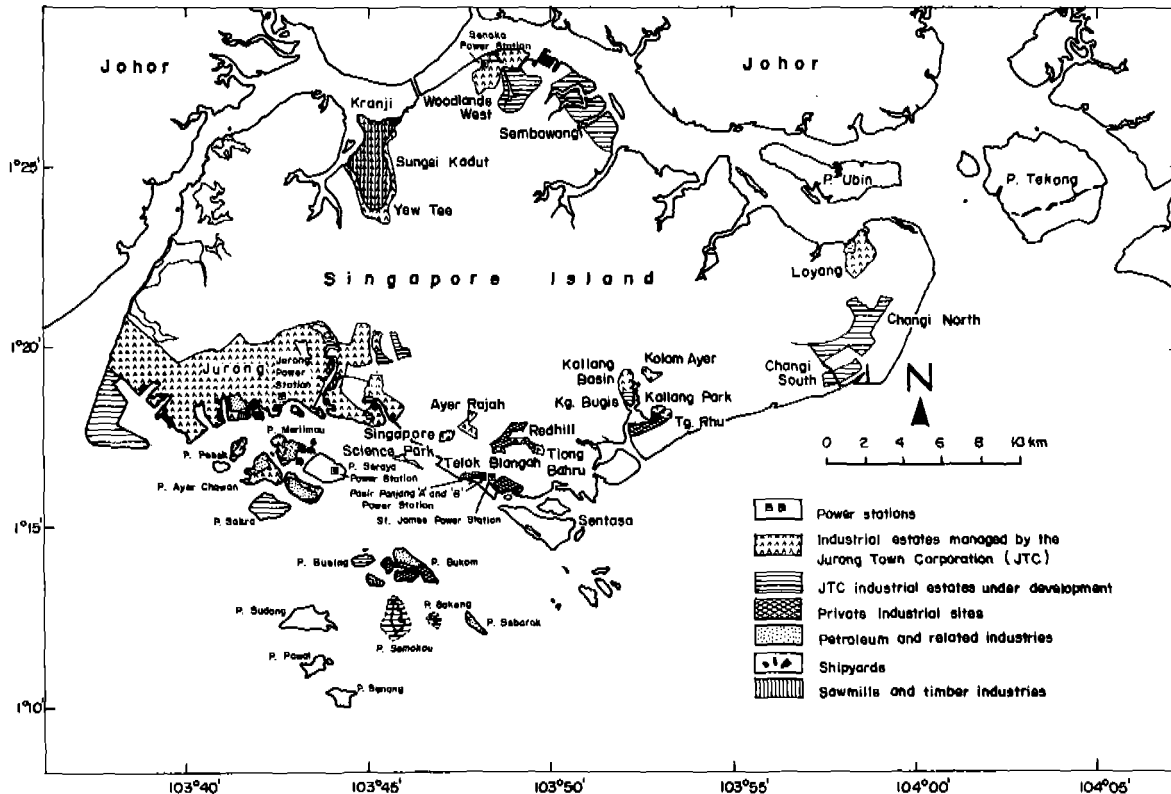 Johor
Senoko
Power Station
Johor
Kranji
Woodlands
West
Sembawang
Sungei Kadut
Yew Tee
P. Ubin
P. Tekong
1°25'
Loyang
Singapore Island
Changi North
1°20'
Jurong
Jurong
Power
Station
Kallang
Basin
Kolam Ayer
Changi
South
N
Kg. Bugis
Kallang Park
Tg. Rhu
Ayer Rajah
Redhill
Singapore
Science Park
Tiong
Bahru
Telok Blangah
P. Merlimau
P. Pesek
P. Seraya
Power Station
P. Ayer Chawan
Pasir Panjang 'A' and 'B'
Power Station
St. James Power Station
P. Sakra
1°15'
Sentosa
0 2 4 6 8 10 km
P. Busing
P. Bukom
P. Sudong
P. Sakeng
P. Sebarok
P. Semakau
P. Pawai
P. Senang
1°10'
Power stations
Industrial estates managed by the
Jurong Town Corporation (JTC)
JTC industrial estates under development
Private industrial sites
Petroleum and related industries
Shipyards
Sawmills and timber industries
103°40' 103°45' 103°50' 103°55' 104°00' 104°05'